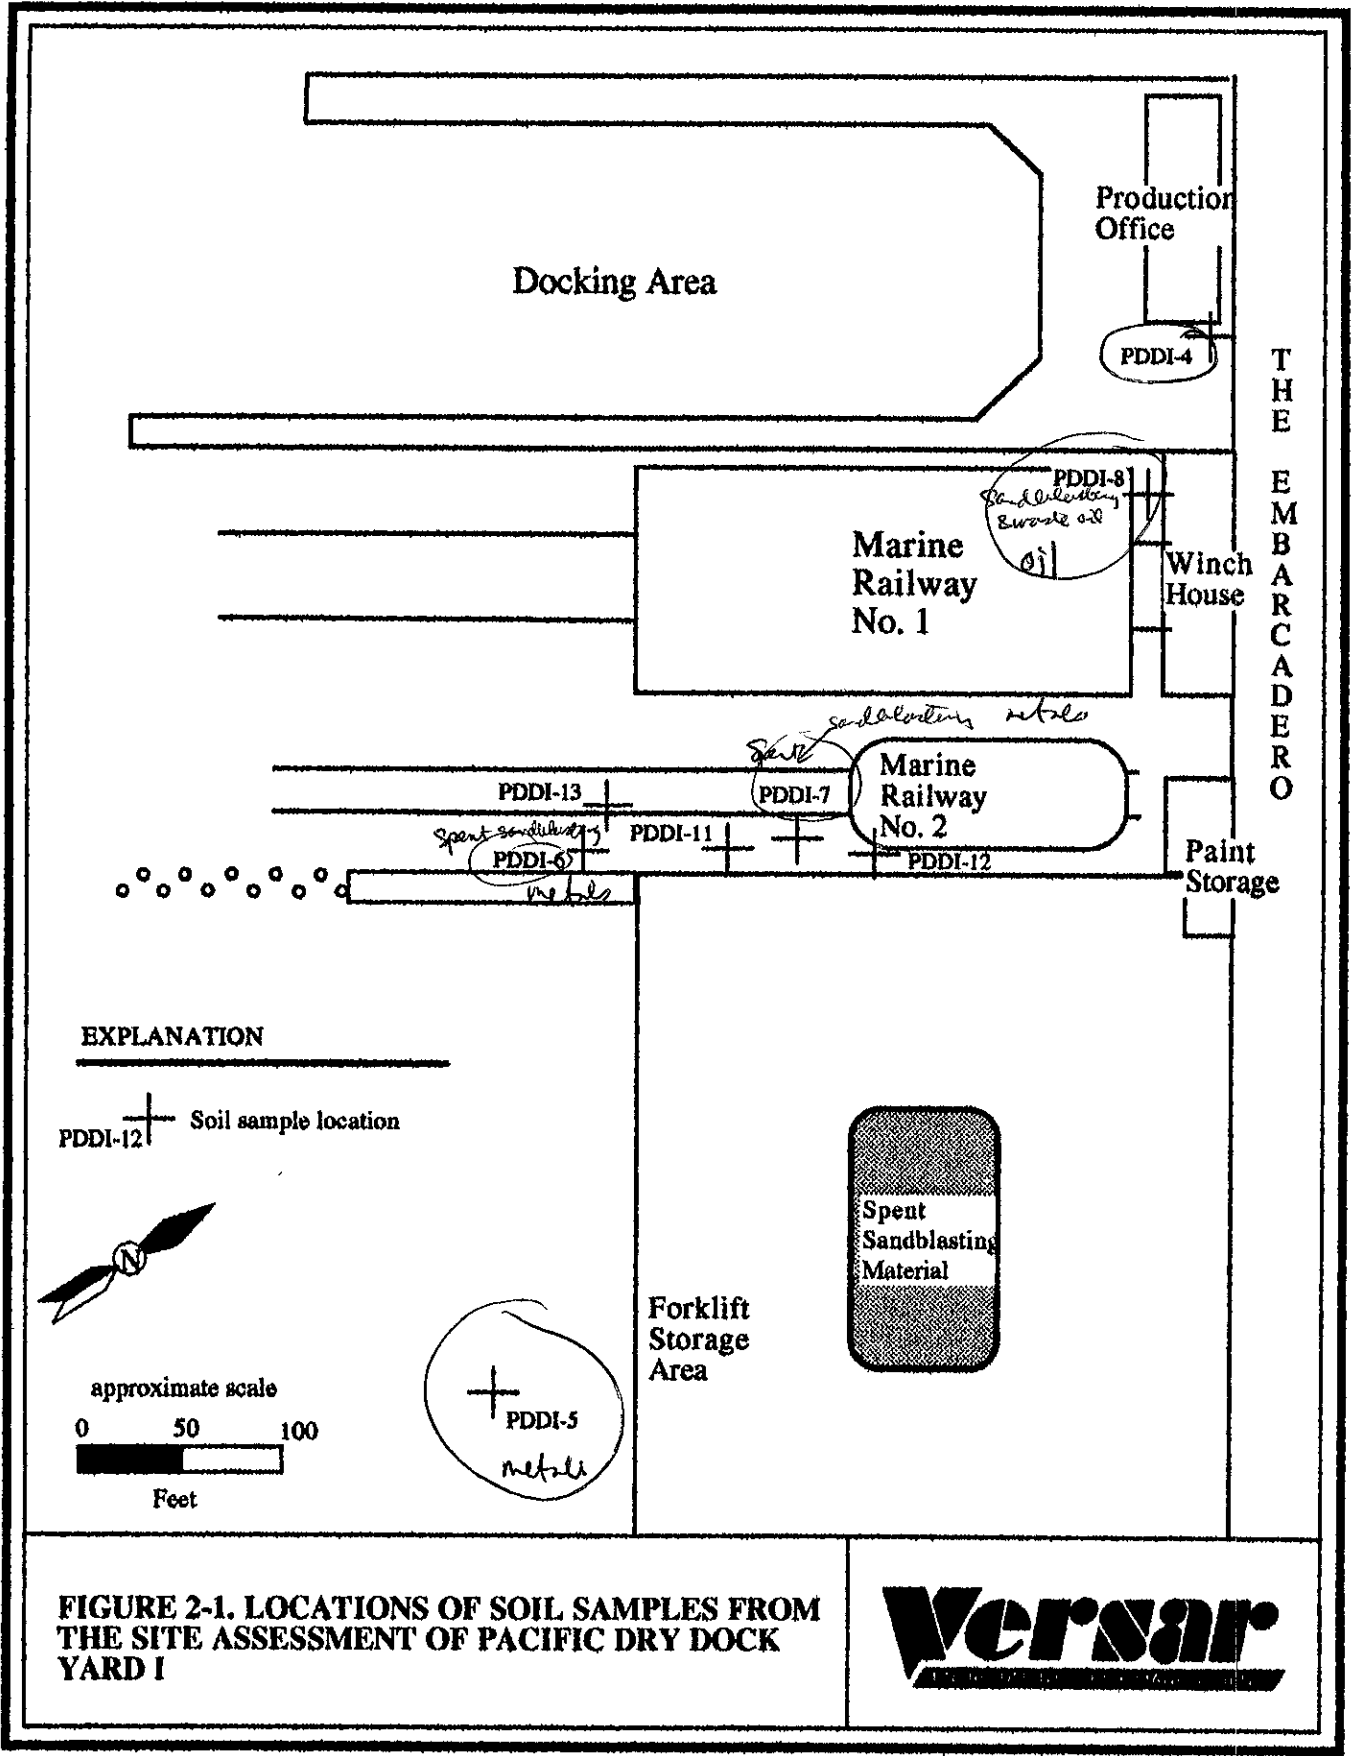 Production
Office
Docking Area
PDDI-4
THE EMBARCADERO
PDDI-8
sandblasting
& waste oil
oil
Marine
Railway
No. 1
Winch
House
sandblasting metals
Spent
Marine
Railway
No. 2
PDDI-13
PDDI-7
Spent sandblasting
PDDI-11
PDDI-6
PDDI-12
metals
Paint
Storage
EXPLANATION
PDDI-12
Soil sample location
N
Spent
Sandblasting
Material
Forklift
Storage
Area
approximate scale
0 50 100
Feet
PDDI-5
metals
FIGURE 2-1. LOCATIONS OF SOIL SAMPLES FROM
THE SITE ASSESSMENT OF PACIFIC DRY DOCK
YARD I
Versar